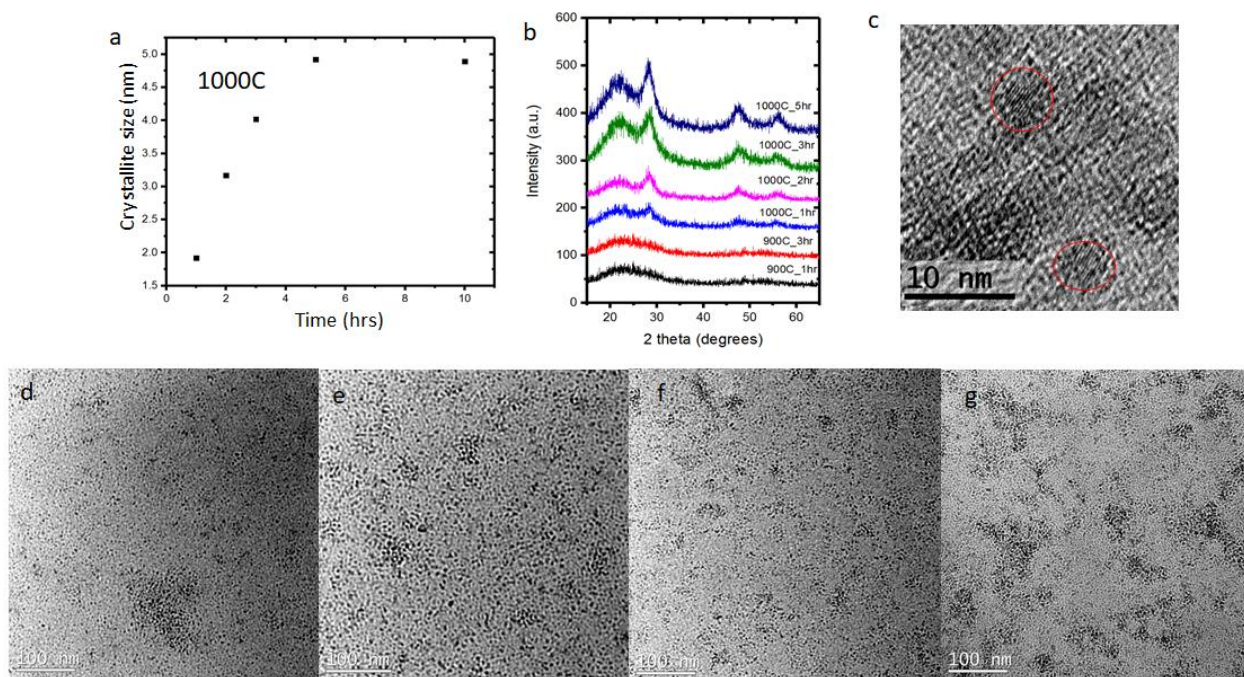 a
1000C
Crystallite size (nm)
5.0
4.5
4.0
3.5
3.0
2.5
2.0
1.5
0 2 4 6 8 10
Time (hrs)
b
Intensity (a.u.)
600
500
400
300
200
100
0
1000C_5hr
1000C_3hr
1000C_2hr
1000C_1hr
900C_3hr
900C_1hr
20 30 40 50 60
2 theta (degrees)
c
10 nm
d
100 nm
e
100 nm
f
100 nm
g
100 nm